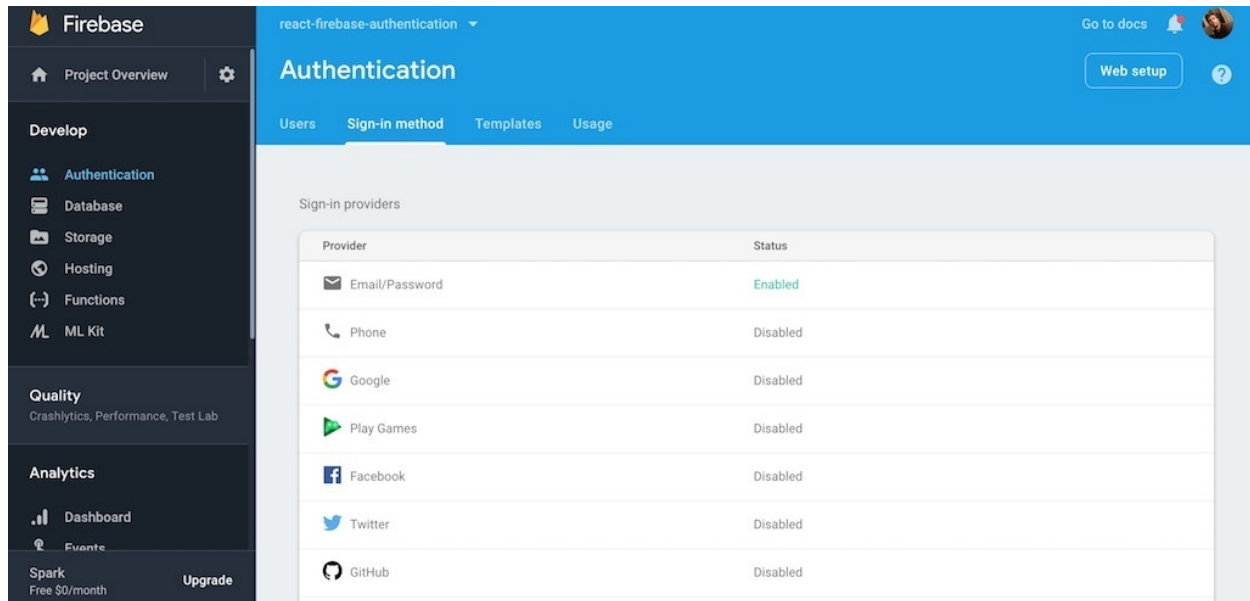 Firebase
Project Overview
Develop
Authentication
Database
Storage
Hosting
Functions
ML Kit
Quality
Crashlytics, Performance, Test Lab
Analytics
Dashboard
Events
Spark
Free $0/month
Upgrade
react-firebase-authentication
Go to docs
Authentication
Web setup
?
Users Sign-in method Templates Usage
Sign-in providers
Provider Status
Email/Password Enabled
Phone Disabled
Google Disabled
Play Games Disabled
Facebook Disabled
Twitter Disabled
GitHub Disabled